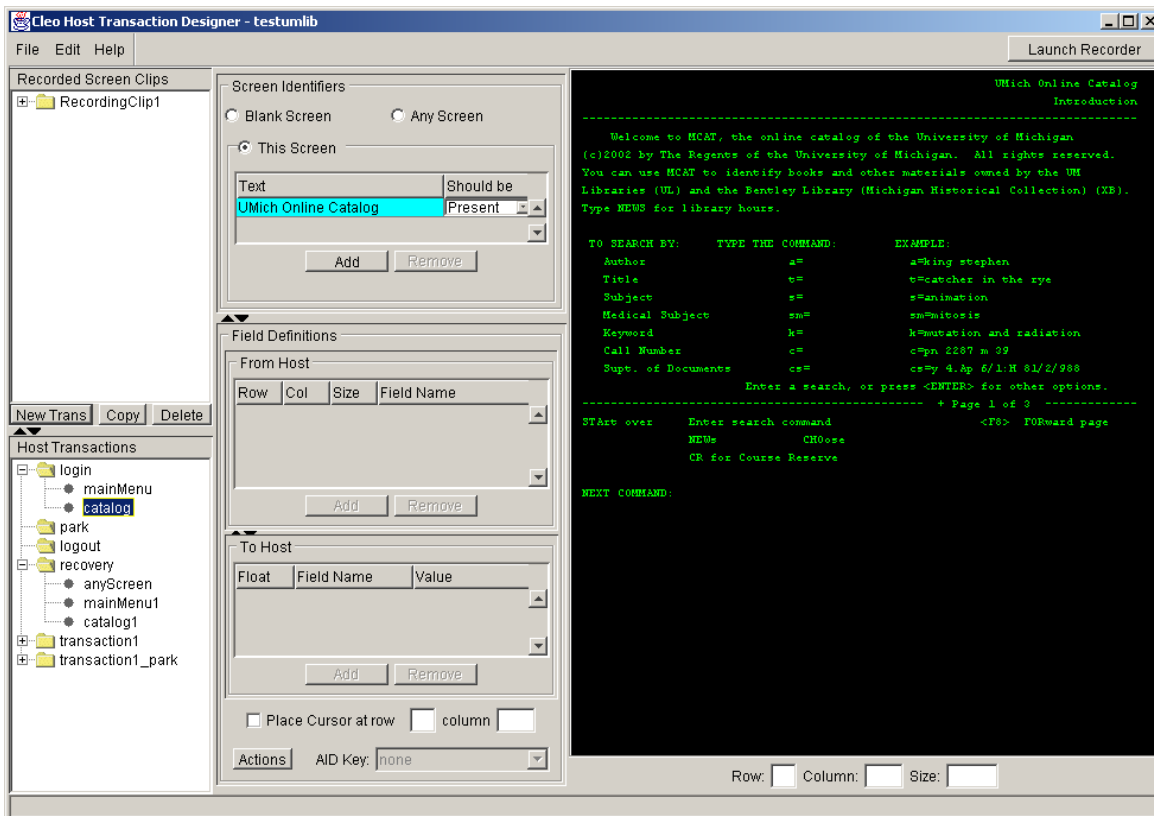 Cleo Host Transaction Designer - testumlib
File Edit Help
Launch Recorder
Recorded Screen Clips
RecordingClip1
New Trans Copy Delete
Host Transactions
login
mainMenu
catalog
park
logout
recovery
anyScreen
mainMenu1
catalog1
transaction1
transaction1_park
Screen Identifiers
Blank Screen Any Screen
This Screen
Text Should be
UMich Online Catalog Present
Add Remove
Field Definitions
From Host
Row Col Size Field Name
Add Remove
To Host
Float Field Name Value
Add Remove
Place Cursor at row column
Actions AID Key: none
UMich Online Catalog
Introduction
--------------------------------------------------------------------------------
Welcome to MCAT, the online catalog of the University of Michigan
(c)2002 by The Regents of the University of Michigan. All rights reserved.
You can use MCAT to identify books and other materials owned by the UM
Libraries (UL) and the Bentley Library (Michigan Historical Collection) (XB).
Type NEWS for library hours.
TO SEARCH BY: TYPE THE COMMAND: EXAMPLE:
Author a= a=king stephen
Title t= t=catcher in the rye
Subject s= s=animation
Medical Subject sm= sm=mitosis
Keyword k= k=mutation and radiation
Call Number c= c=pn 2287 m 39
Supt. of Documents cs= cs=y 4.Ap 6/1:H 81/2/988
Enter a search, or press <ENTER> for other options.
------------------------------------------------- + Page 1 of 3 -------------
STArt over Enter search command <F8> FORward page
NEWs CHOose
CR for Course Reserve
NEXT COMMAND:
Row: Column: Size: